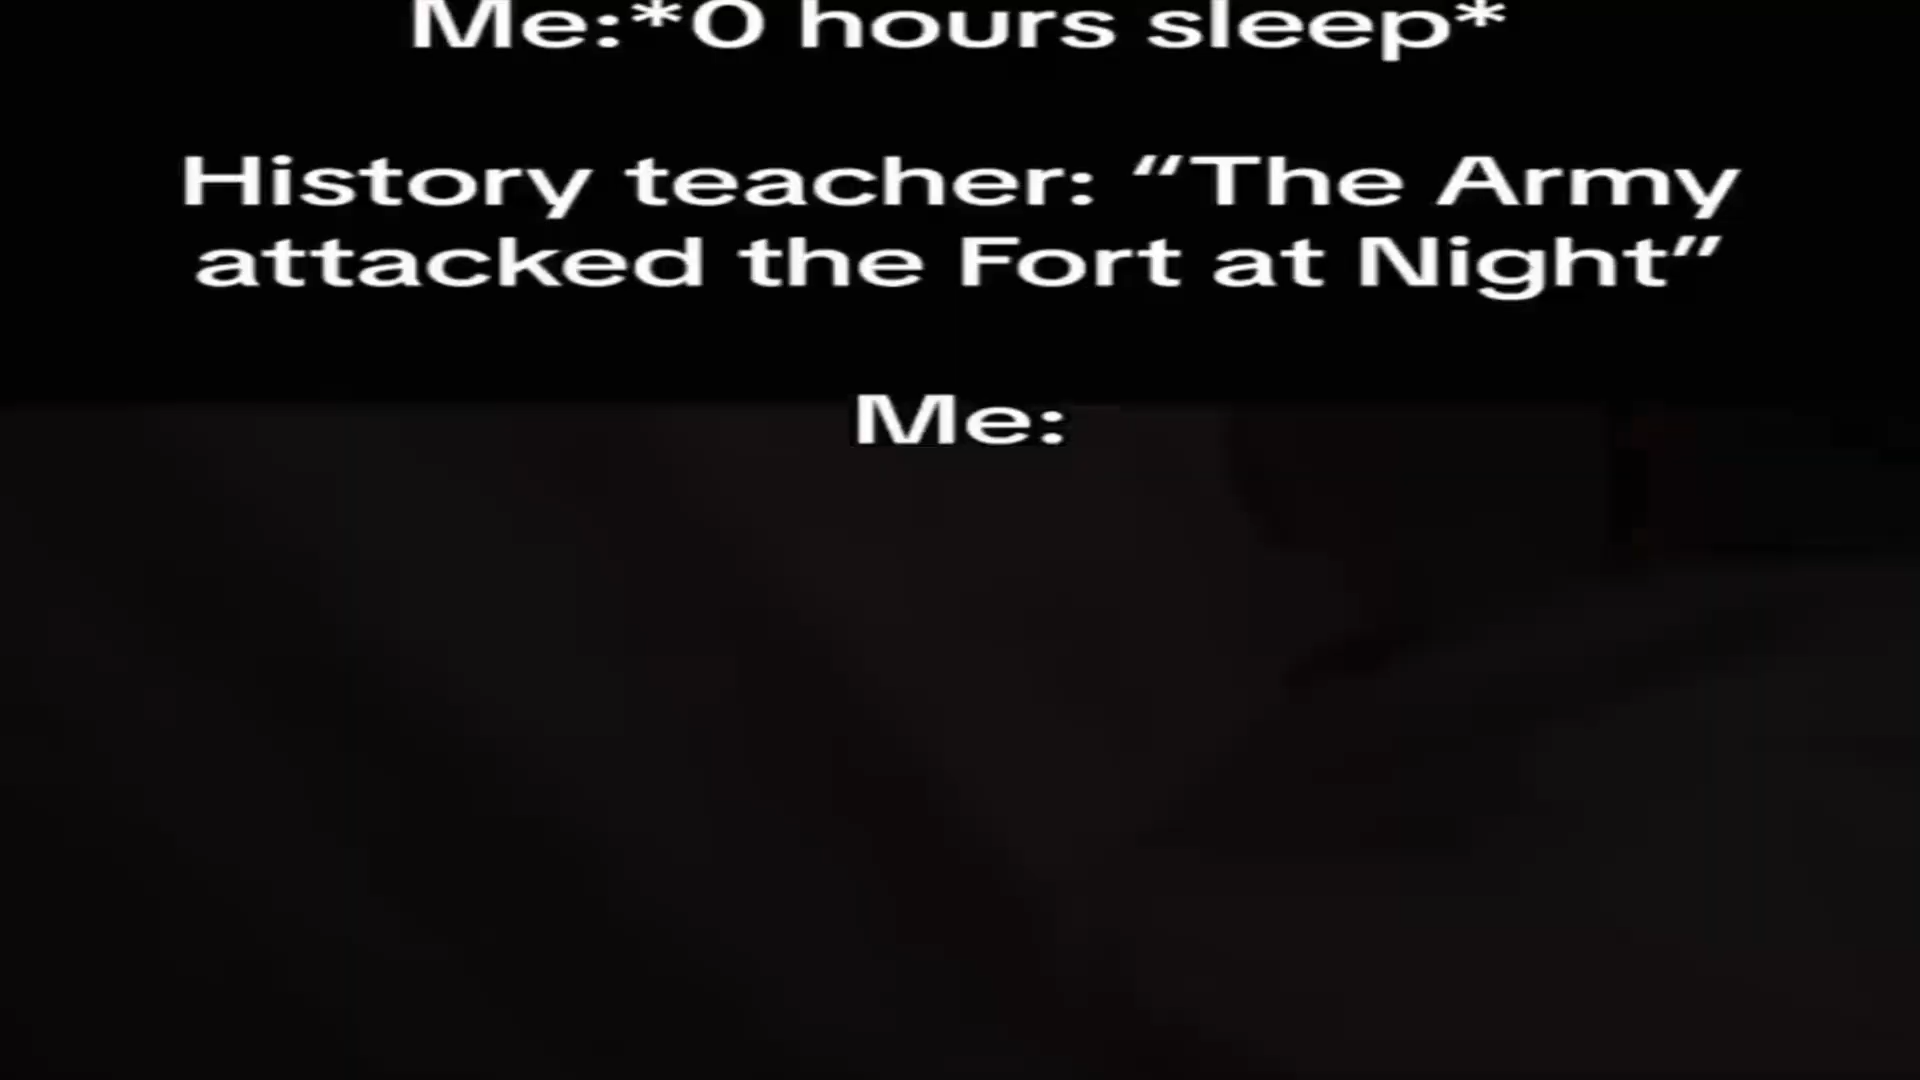 Me:*0 hours sleep*
History teacher: “The Army
attacked the Fort at Night”
Me: